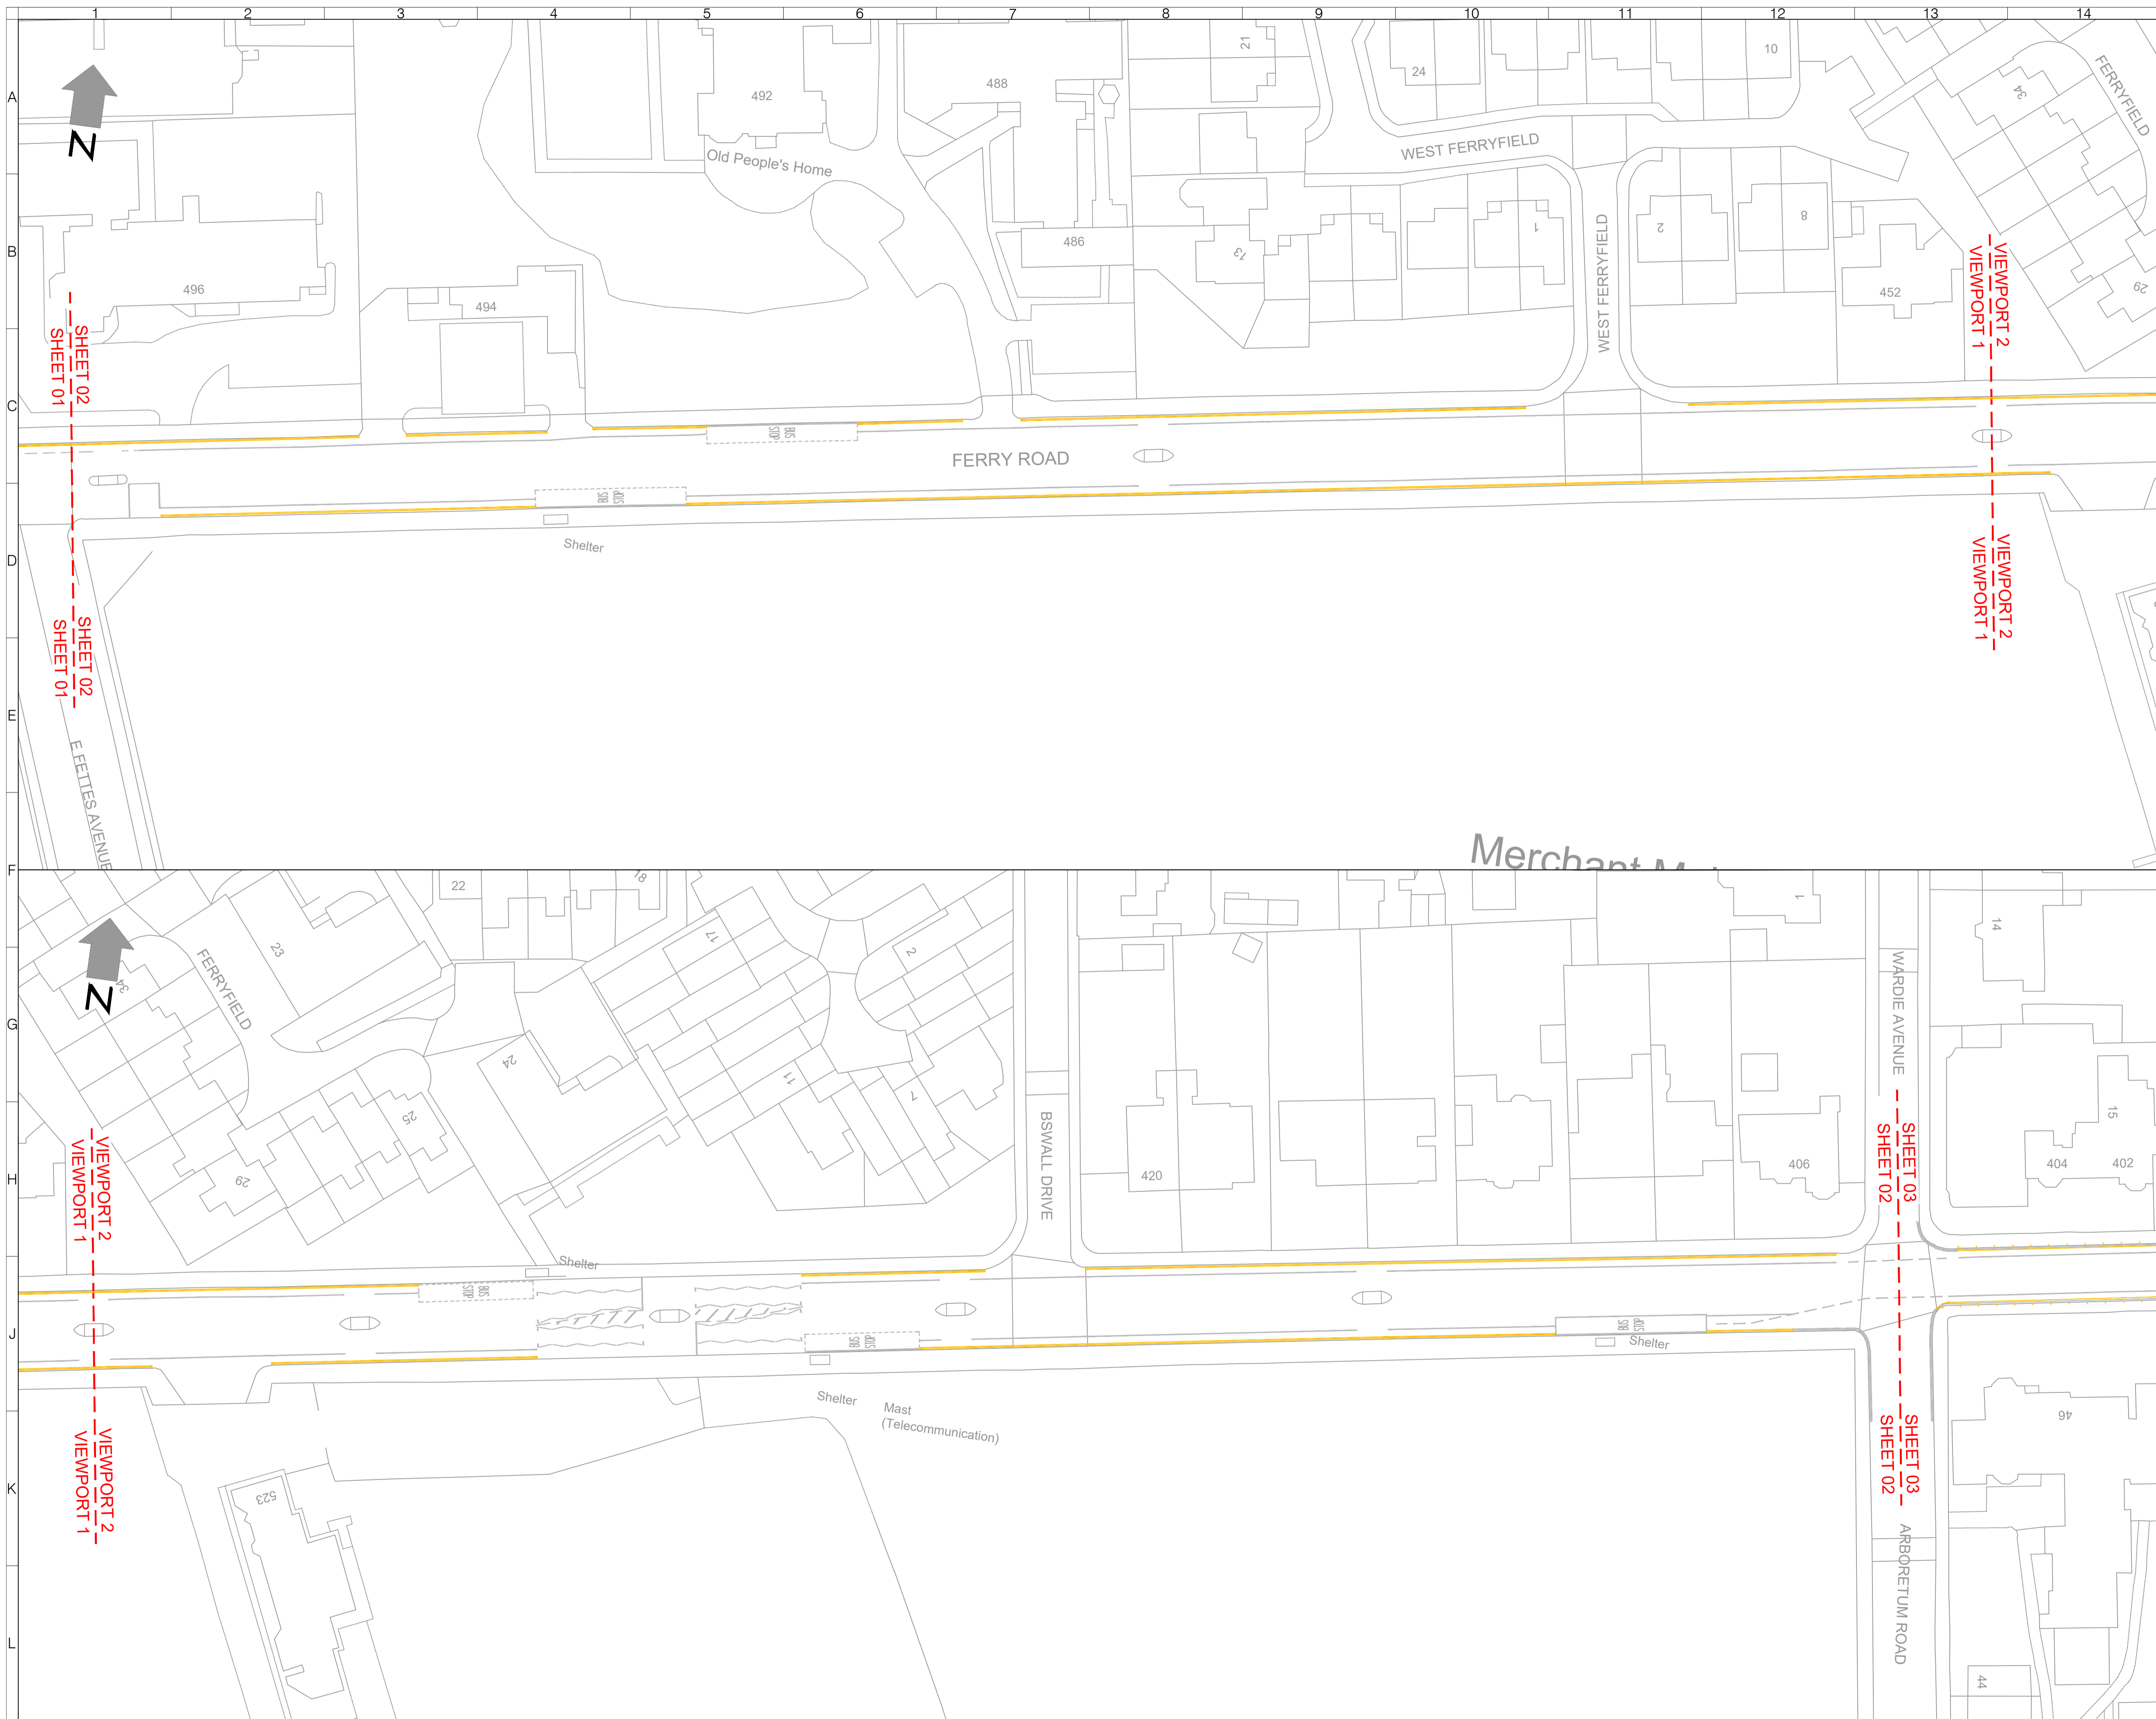 1 2 3 4 5 6 7 8 9 10 11 12 13 14
A
B
C
D
E
F
G
H
J
K
L
N
21
24
10
34
FERRYFIELD
492
488
Old People's Home
WEST FERRYFIELD
WEST FERRYFIELD
496
494
486
73
1
2
8
452
29
SHEET 02
SHEET 01
VIEWPORT 2
VIEWPORT 1
BUS
STOP
FERRY ROAD
BUS
STOP
Shelter
SHEET 02
SHEET 01
VIEWPORT 2
VIEWPORT 1
E FETTES AVENUE
N
34
FERRYFIELD
23
22
18
17
2
1
14
WARDIE AVENUE
24
11
7
25
29
BSWALL DRIVE
420
406
15
404
402
VIEWPORT 2
VIEWPORT 1
SHEET 03
SHEET 02
Shelter
BUS
STOP
BUS
STOP
BUS
STOP
Shelter
Shelter
Mast
(Telecommunication)
46
VIEWPORT 2
VIEWPORT 1
SHEET 03
SHEET 02
523
ARBORETUM ROAD
44